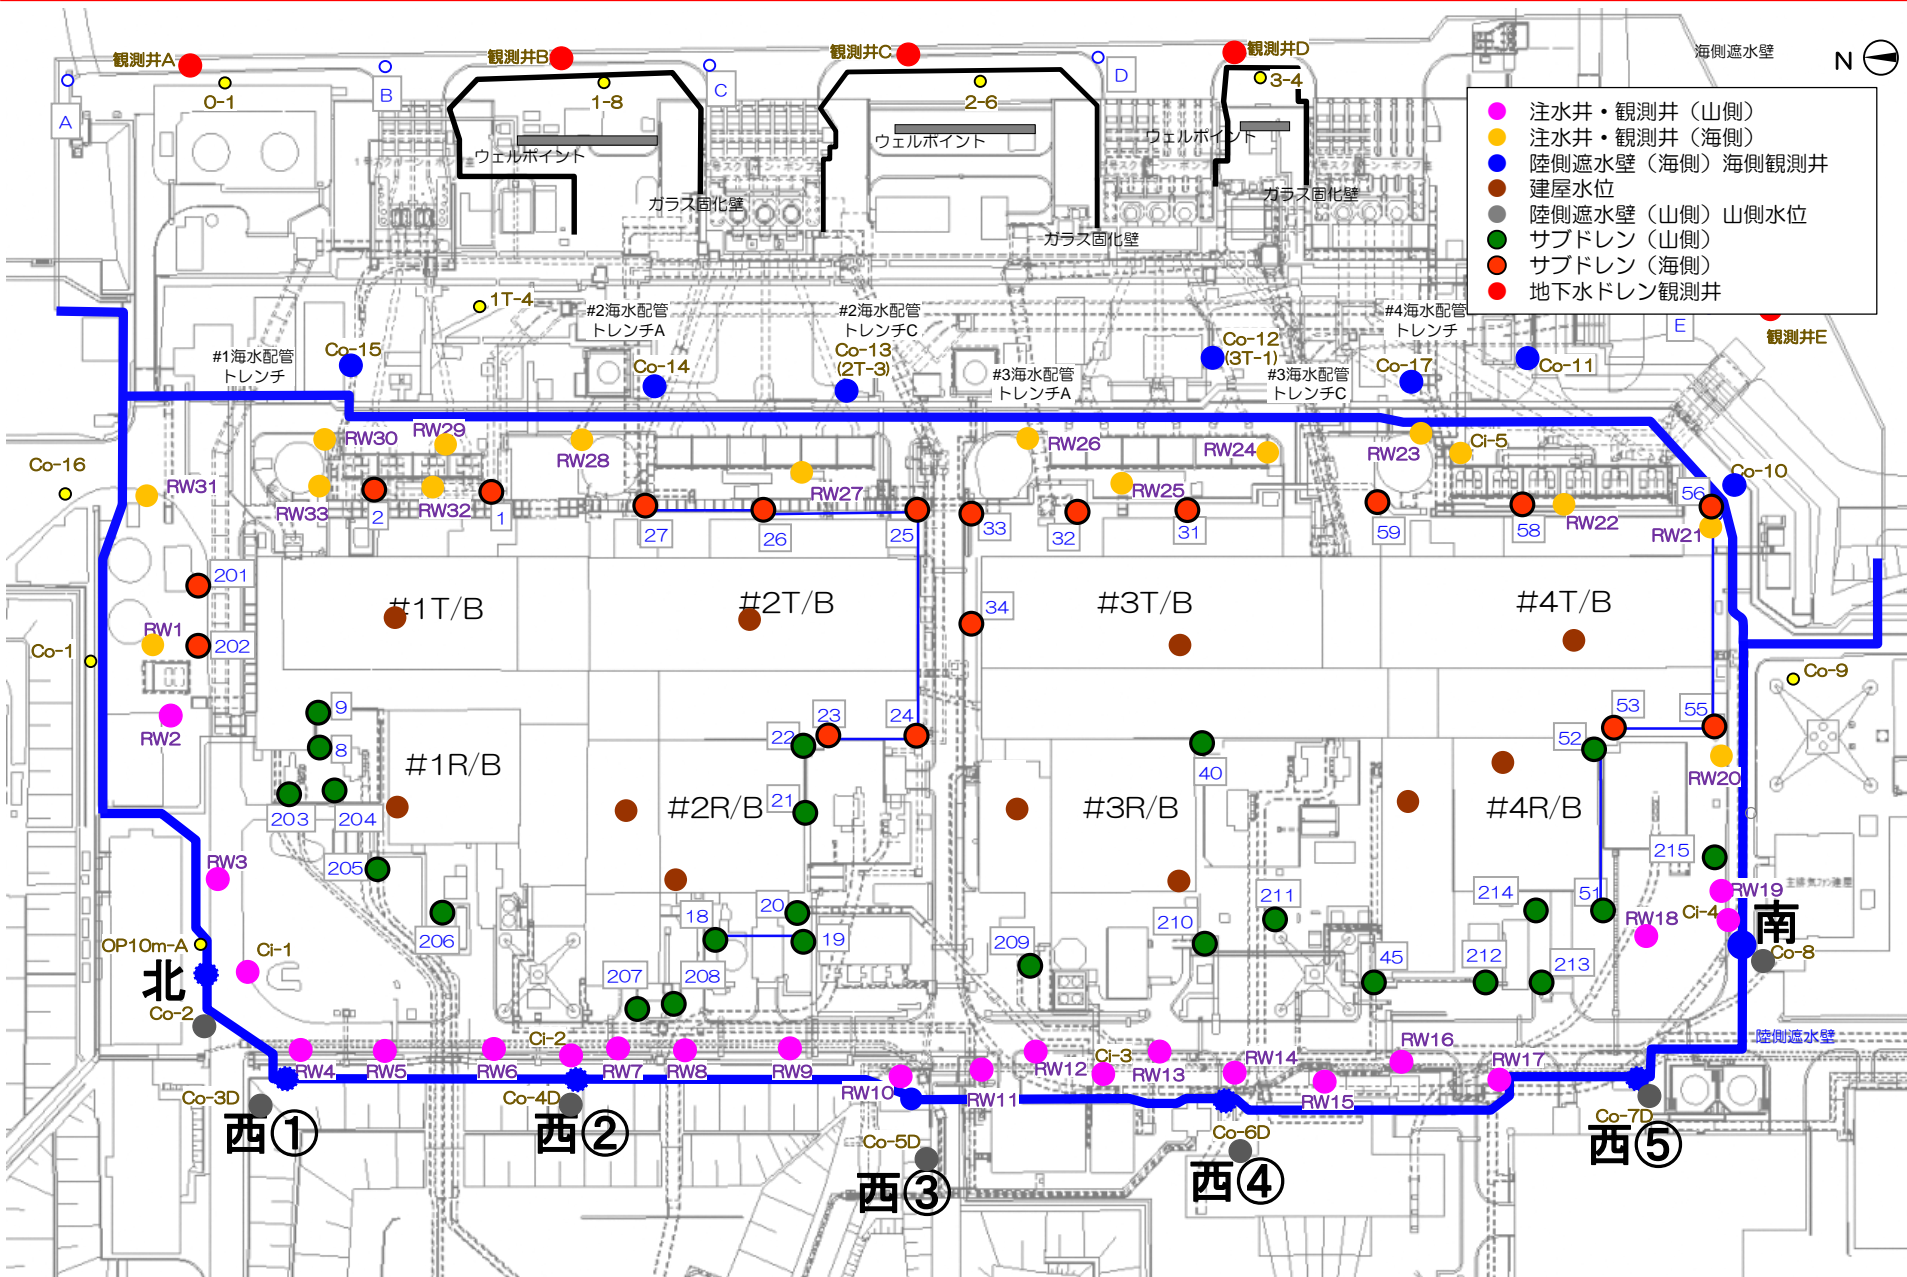 観測井A
観測井B
観測井C
観測井D
海側遮水壁
N
0-1
1-8
2-6
3-4
A
B
C
D
注水井・観測井（山側）
注水井・観測井（海側）
陸側遮水壁（海側）海側観測井
建屋水位
陸側遮水壁（山側）山側水位
サブドレン（山側）
サブドレン（海側）
地下水ドレン観測井
ウェルポイント
ウェルポイント
ウェルポイント
ガラス固化壁
ガラス固化壁
ガラス固化壁
1T-4
#2海水配管
トレンチA
#2海水配管
トレンチC
#4海水配管
トレンチ
E
観測井E
#1海水配管
トレンチ
Co-15
Co-14
Co-13
(2T-3)
#3海水配管
トレンチA
Co-12
(3T-1)
#3海水配管
トレンチC
Co-17
Co-11
Co-16
RW31
RW30
RW29
RW28
RW27
RW26
RW25
RW24
RW23
Ci-5
Co-10
RW33
2
RW32
1
27
26
25
33
32
31
59
58
RW22
56
RW21
201
202
RW1
Co-1
#1T/B
#2T/B
34
#3T/B
#4T/B
Co-9
RW2
9
8
203
204
#1R/B
22
23
24
21
#2R/B
40
#3R/B
52
53
55
RW20
#4R/B
RW3
205
206
18
20
19
207
208
209
210
211
45
214
212
213
51
215
RW19
RW18
Ci-4
南
Co-8
主排気ファン建屋
OP10m-A
北
Ci-1
Co-2
陸側遮水壁
RW4
RW5
RW6
Ci-2
RW7
RW8
RW9
RW10
RW11
RW12
Ci-3
RW13
RW14
RW15
RW16
RW17
Co-3D
西①
Co-4D
西②
Co-5D
西③
Co-6D
西④
Co-7D
西⑤